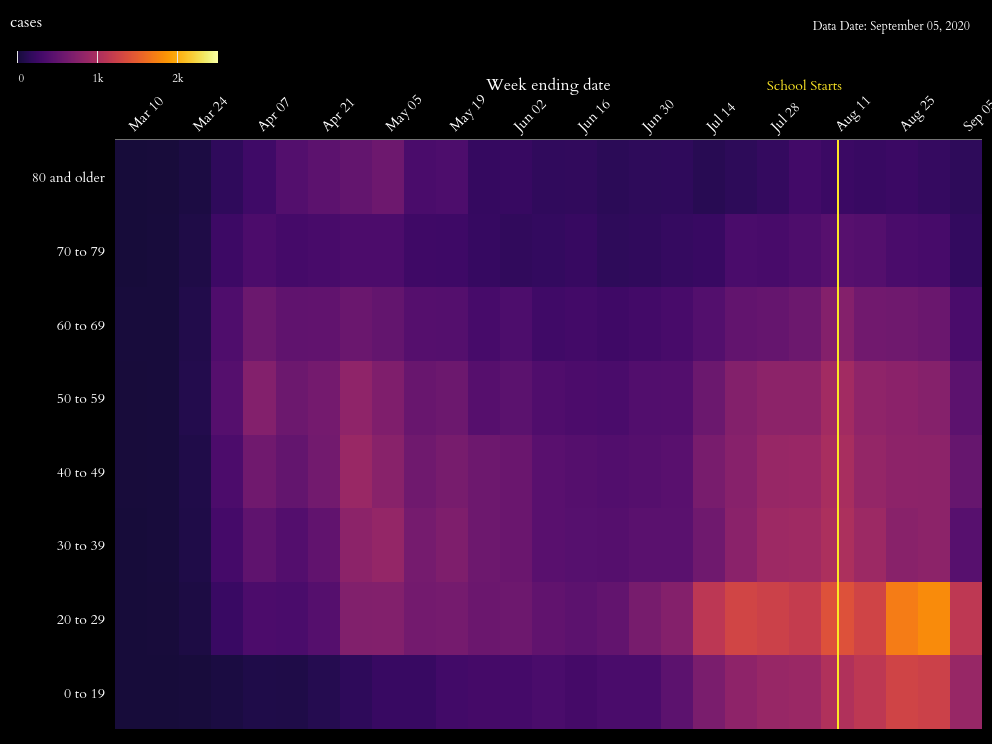 cases
Data Date: September 05, 2020
0 1k 2k
Week ending date
School Starts
Mar 10 Mar 24 Apr 07 Apr 21 May 05 May 19 Jun 02 Jun 16 Jun 30 Jul 14 Jul 28 Aug 11 Aug 25 Sep 05
80 and older
70 to 79
60 to 69
50 to 59
40 to 49
30 to 39
20 to 29
0 to 19